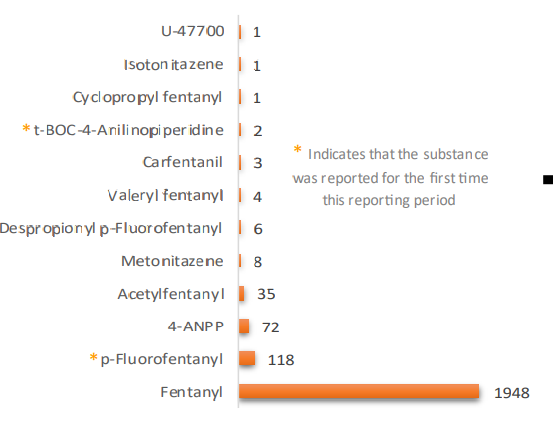 U-47700 1
Isotonitazene 1
Cyclopropyl fentanyl 1
* t-BOC-4-Anilinopiperidine 2
Carfentanil 3
Valeryl fentanyl 4
Despropionyl p-Fluorofentanyl 6
Metonitazene 8
Acetylfentanyl 35
4-ANPP 72
* p-Fluorofentanyl 118
Fentanyl 1948
* Indicates that the substance
was reported for the first time
this reporting period